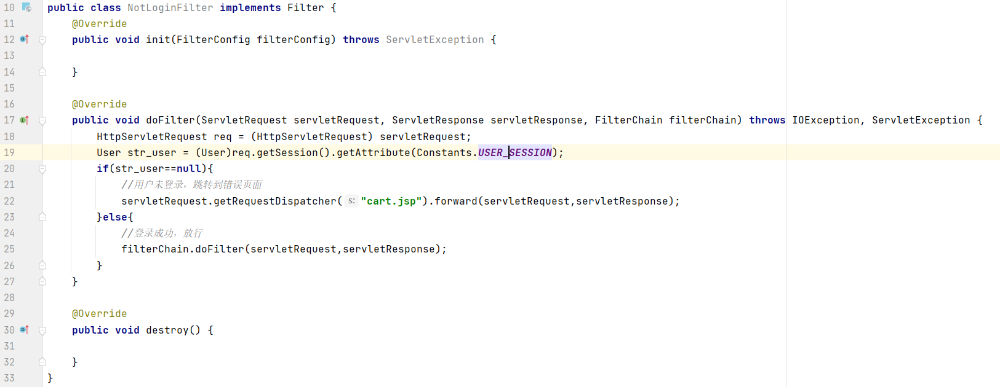 10 public class NotLoginFilter implements Filter {
11 @Override
12 public void init(FilterConfig filterConfig) throws ServletException {
13
14 }
15
16 @Override
17 public void doFilter(ServletRequest servletRequest, ServletResponse servletResponse, FilterChain filterChain) throws IOException, ServletException {
18 HttpServletRequest req = (HttpServletRequest) servletRequest;
19 User str_user = (User)req.getSession().getAttribute(Constants.USER_SESSION);
20 if(str_user==null){
21 //用户未登录，跳转到错误页面
22 servletRequest.getRequestDispatcher( s: "cart.jsp").forward(servletRequest,servletResponse);
23 }else{
24 //登录成功，放行
25 filterChain.doFilter(servletRequest,servletResponse);
26 }
27 }
28
29 @Override
30 public void destroy() {
31
32 }
33 }